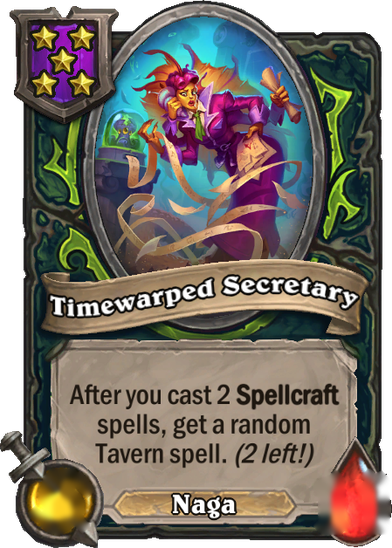 Timewarped Secretary
After you cast 2 Spellcraft
spells, get a random
Tavern spell. (2 left!)
Naga